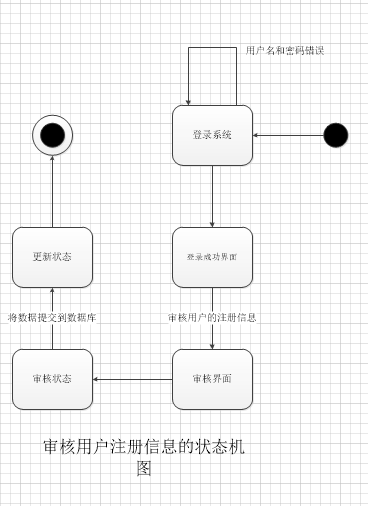 用户名和密码错误
登录系统
更新状态
登录成功界面
将数据提交到数据库
审核用户的注册信息
审核状态
审核界面
审核用户注册信息的状态机
图